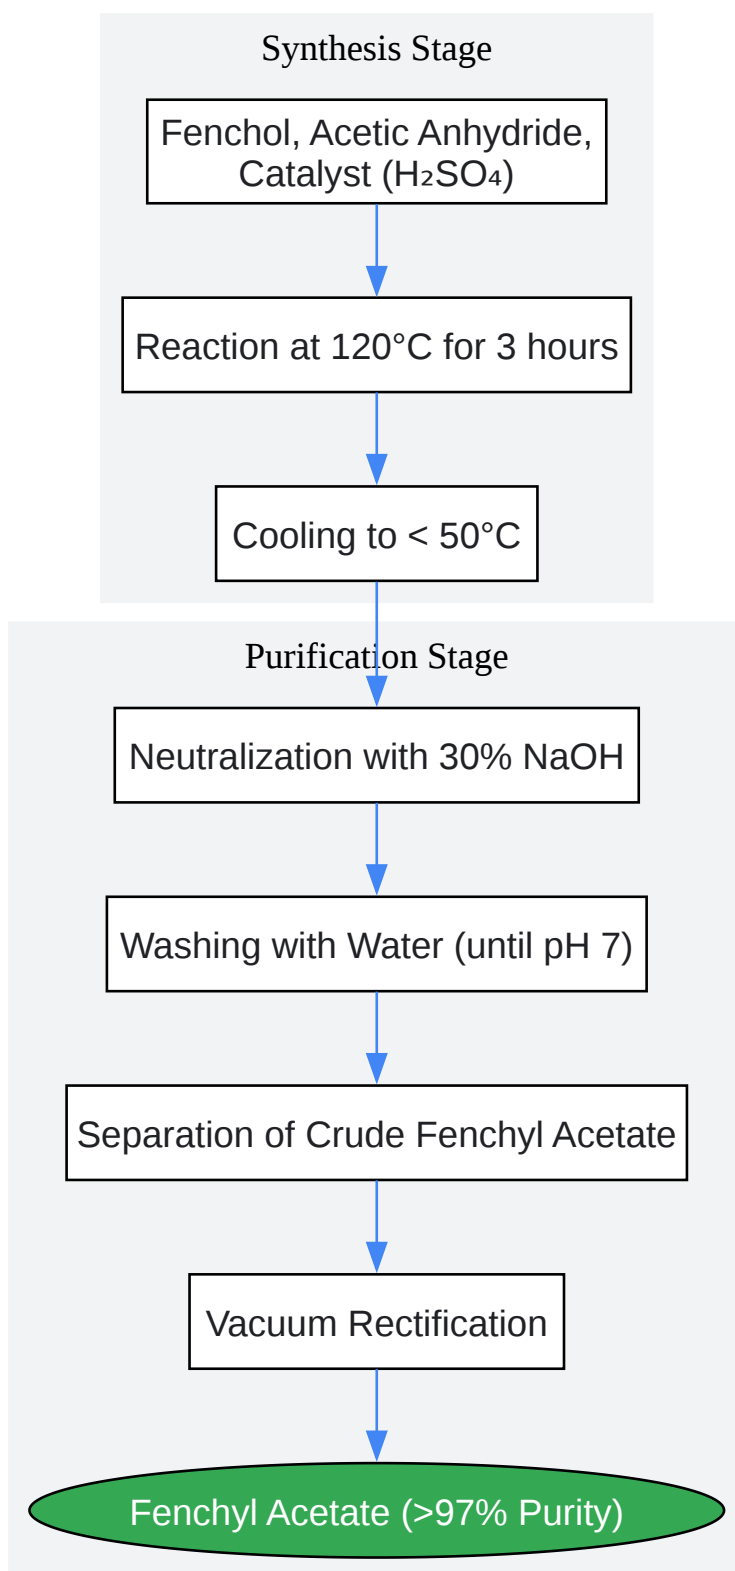 Synthesis Stage
Fenchol, Acetic Anhydride,
Catalyst (H₂SO₄)
Reaction at 120°C for 3 hours
Cooling to < 50°C
Purification Stage
Neutralization with 30% NaOH
Washing with Water (until pH 7)
Separation of Crude Fenchyl Acetate
Vacuum Rectification
Fenchyl Acetate (>97% Purity)